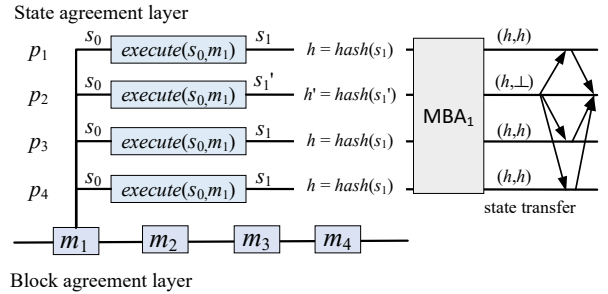 State agreement layer
p1 s0 execute(s0,m1) s1 h = hash(s1) (h,h)
p2 s0 execute(s0,m1) s1' h' = hash(s1') (h,⊥)
MBA1
p3 s0 execute(s0,m1) s1 h = hash(s1) (h,h)
p4 s0 execute(s0,m1) s1 h = hash(s1) (h,h)
state transfer
m1 m2 m3 m4
Block agreement layer